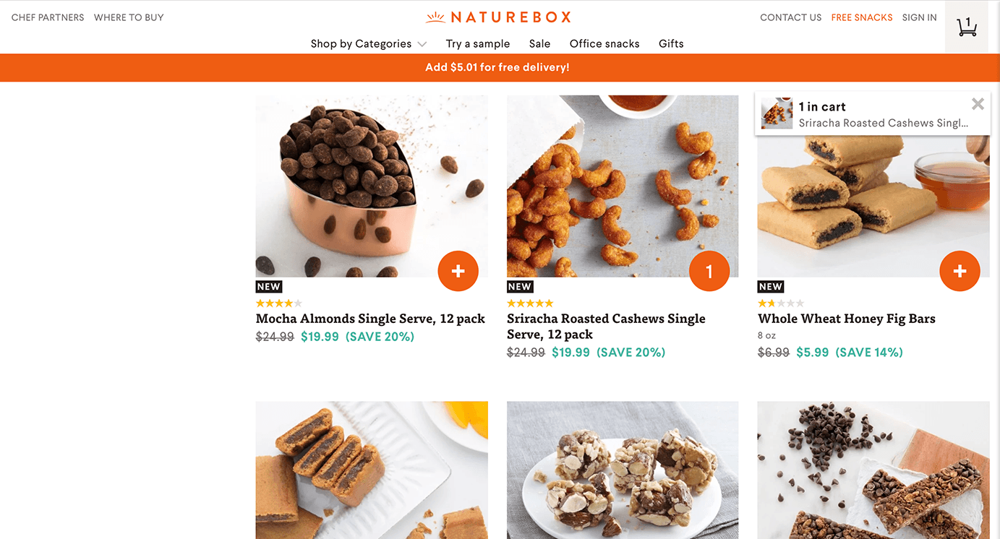 CHEF PARTNERS WHERE TO BUY
NATUREBOX
CONTACT US FREE SNACKS SIGN IN
1
Shop by Categories Try a sample Sale Office snacks Gifts
Add $5.01 for free delivery!
1 in cart
Sriracha Roasted Cashews Singl...
+
1
+
NEW
Mocha Almonds Single Serve, 12 pack
$24.99 $19.99 (SAVE 20%)
NEW
Sriracha Roasted Cashews Single
Serve, 12 pack
$24.99 $19.99 (SAVE 20%)
NEW
Whole Wheat Honey Fig Bars
8 oz
$6.99 $5.99 (SAVE 14%)